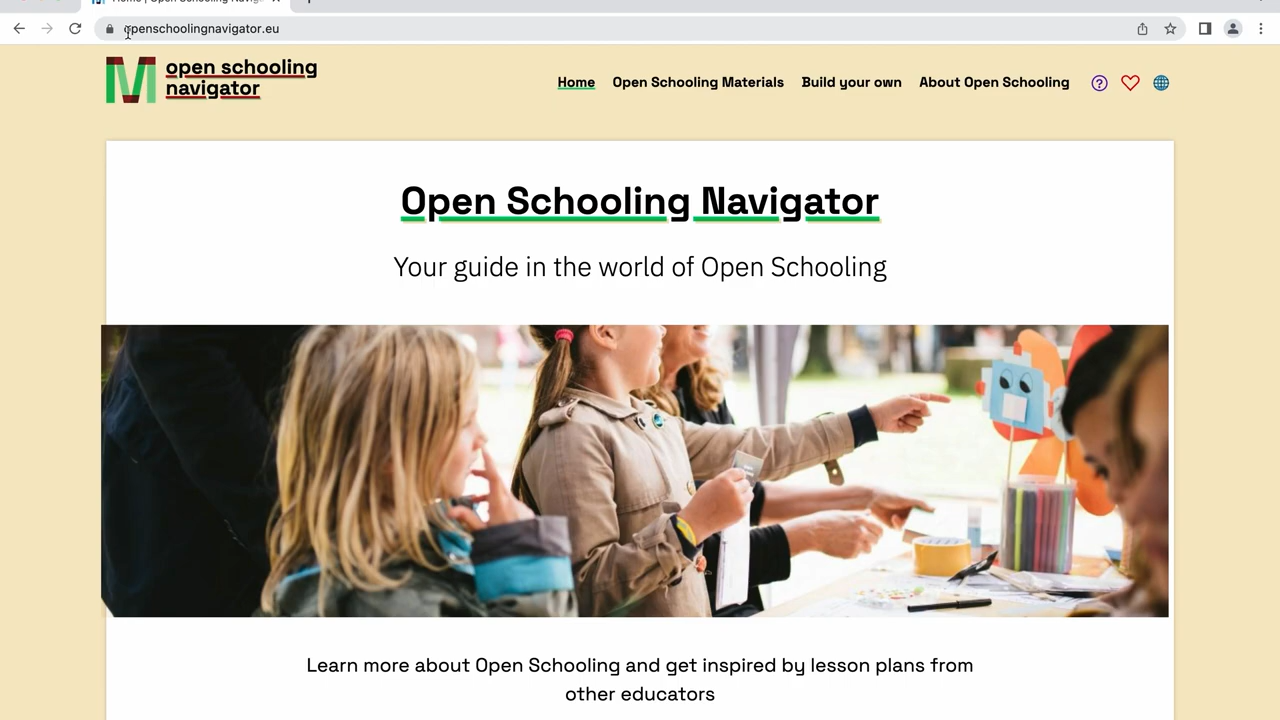 Home | Open Schooling Navig
openschoolingnavigator.eu
open schooling
navigator
Home
Open Schooling Materials
Build your own
About Open Schooling
Open Schooling Navigator
Your guide in the world of Open Schooling
Learn more about Open Schooling and get inspired by lesson plans from
other educators